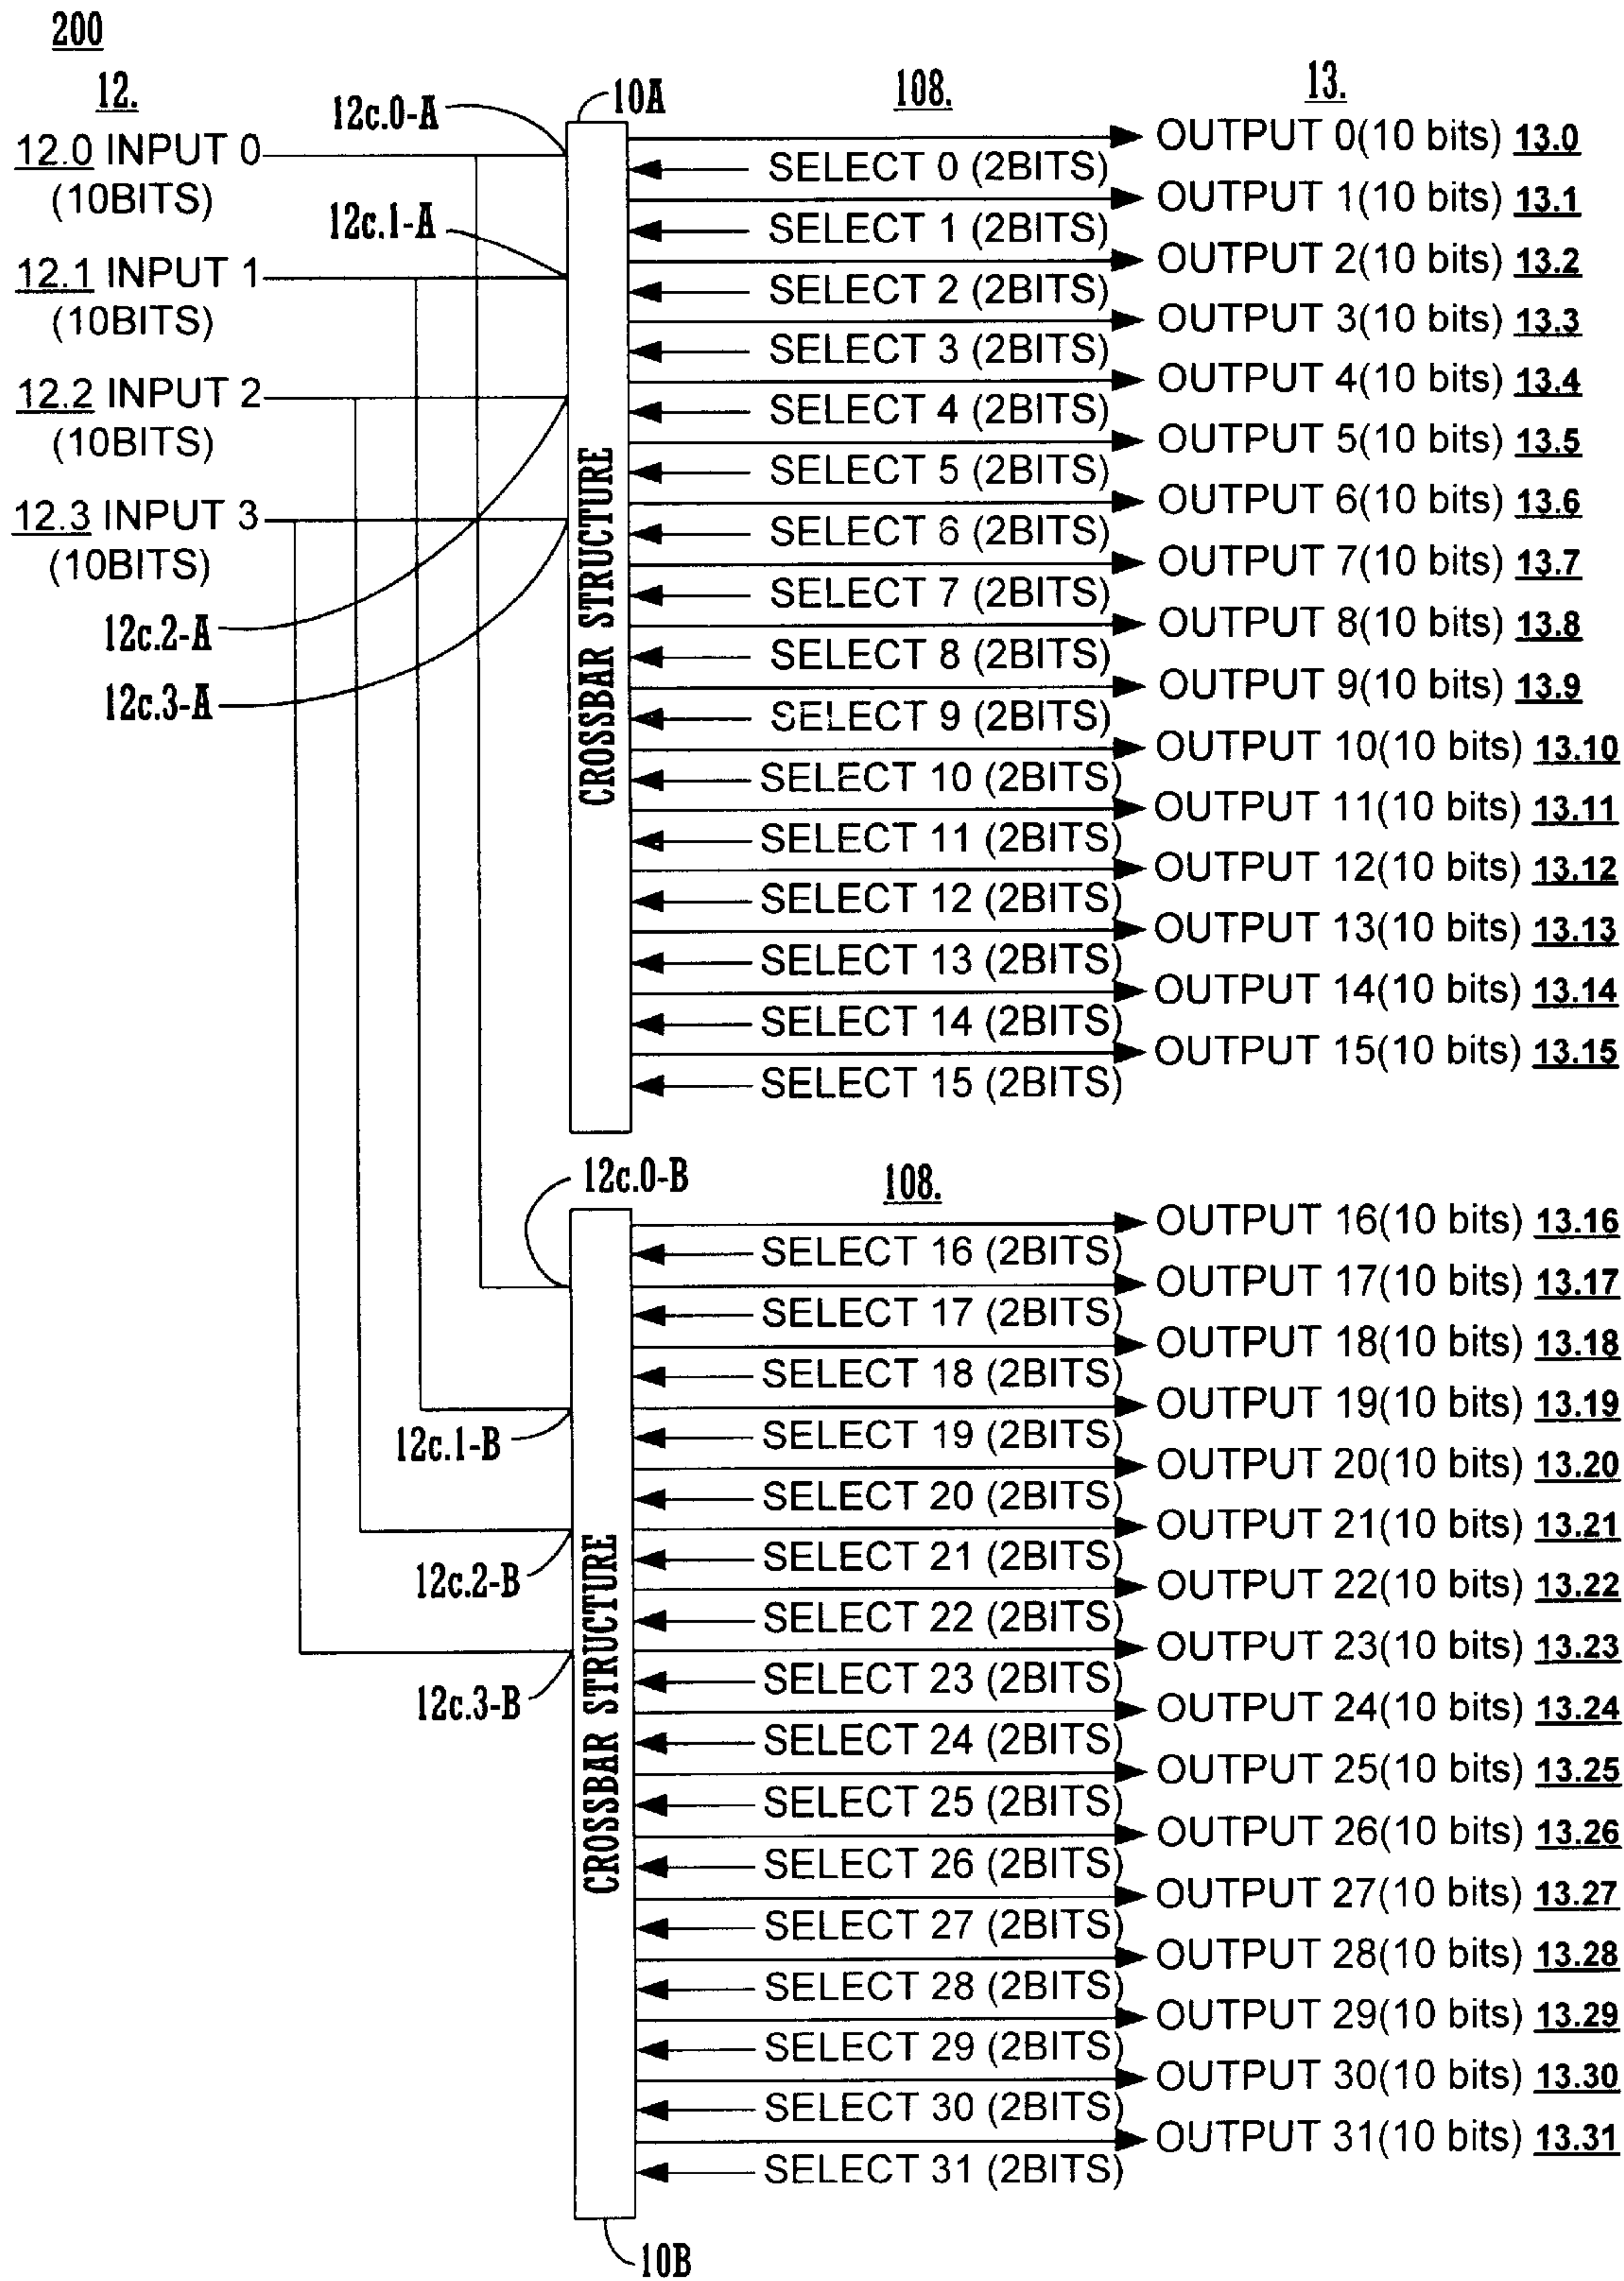 200
12.
10A
108.
13.
12c.0-A
12.0 INPUT 0
(10BITS)
12c.1-A
12.1 INPUT 1
(10BITS)
12.2 INPUT 2
(10BITS)
12.3 INPUT 3
(10BITS)
12c.2-A
12c.3-A
CROSSBAR STRUCTURE
OUTPUT 0(10 bits) 13.0
SELECT 0 (2BITS)
OUTPUT 1(10 bits) 13.1
SELECT 1 (2BITS)
OUTPUT 2(10 bits) 13.2
SELECT 2 (2BITS)
OUTPUT 3(10 bits) 13.3
SELECT 3 (2BITS)
OUTPUT 4(10 bits) 13.4
SELECT 4 (2BITS)
OUTPUT 5(10 bits) 13.5
SELECT 5 (2BITS)
OUTPUT 6(10 bits) 13.6
SELECT 6 (2BITS)
OUTPUT 7(10 bits) 13.7
SELECT 7 (2BITS)
OUTPUT 8(10 bits) 13.8
SELECT 8 (2BITS)
OUTPUT 9(10 bits) 13.9
SELECT 9 (2BITS)
OUTPUT 10(10 bits) 13.10
SELECT 10 (2BITS)
OUTPUT 11(10 bits) 13.11
SELECT 11 (2BITS)
OUTPUT 12(10 bits) 13.12
SELECT 12 (2BITS)
OUTPUT 13(10 bits) 13.13
SELECT 13 (2BITS)
OUTPUT 14(10 bits) 13.14
SELECT 14 (2BITS)
OUTPUT 15(10 bits) 13.15
SELECT 15 (2BITS)
12c.0-B
108.
12c.1-B
12c.2-B
12c.3-B
CROSSBAR STRUCTURE
OUTPUT 16(10 bits) 13.16
SELECT 16 (2BITS)
OUTPUT 17(10 bits) 13.17
SELECT 17 (2BITS)
OUTPUT 18(10 bits) 13.18
SELECT 18 (2BITS)
OUTPUT 19(10 bits) 13.19
SELECT 19 (2BITS)
OUTPUT 20(10 bits) 13.20
SELECT 20 (2BITS)
OUTPUT 21(10 bits) 13.21
SELECT 21 (2BITS)
OUTPUT 22(10 bits) 13.22
SELECT 22 (2BITS)
OUTPUT 23(10 bits) 13.23
SELECT 23 (2BITS)
OUTPUT 24(10 bits) 13.24
SELECT 24 (2BITS)
OUTPUT 25(10 bits) 13.25
SELECT 25 (2BITS)
OUTPUT 26(10 bits) 13.26
SELECT 26 (2BITS)
OUTPUT 27(10 bits) 13.27
SELECT 27 (2BITS)
OUTPUT 28(10 bits) 13.28
SELECT 28 (2BITS)
OUTPUT 29(10 bits) 13.29
SELECT 29 (2BITS)
OUTPUT 30(10 bits) 13.30
SELECT 30 (2BITS)
OUTPUT 31(10 bits) 13.31
SELECT 31 (2BITS)
10B